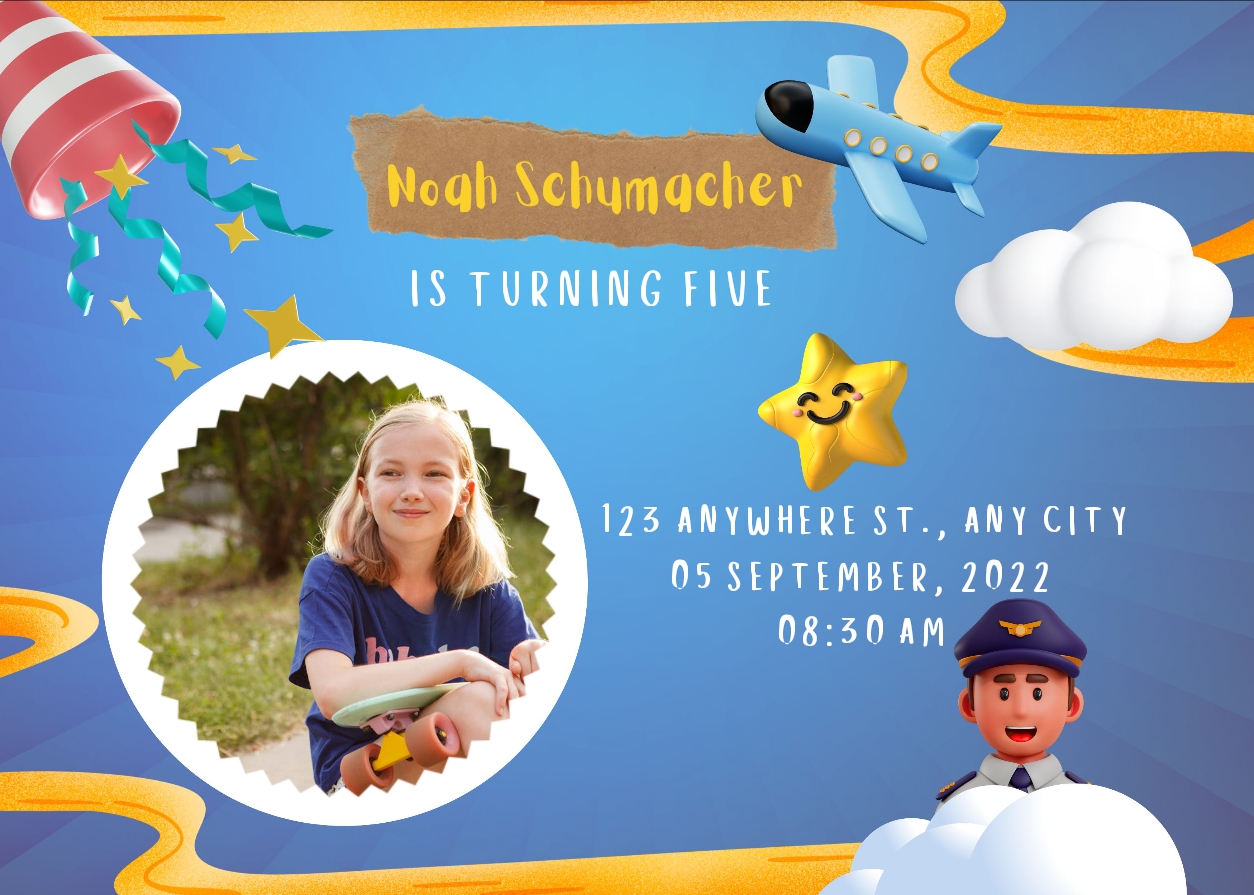 Noah Schumacher
IS TURNING FIVE
123 ANYWHERE ST., ANY CITY
05 SEPTEMBER, 2022
08:30 AM